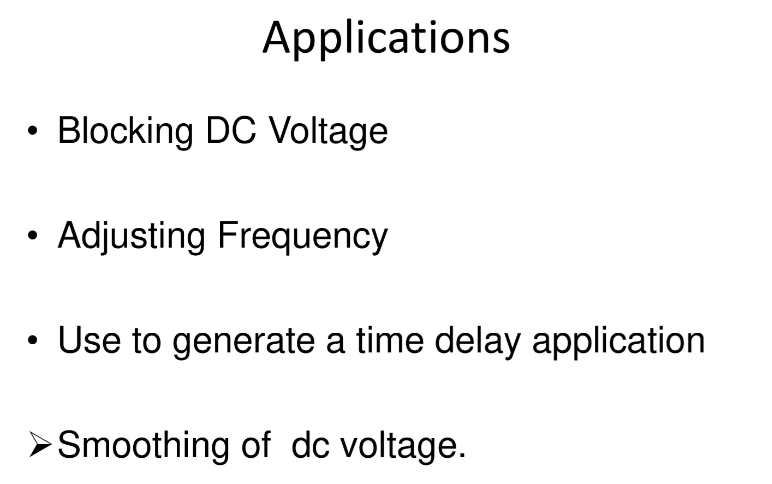 Applications
• Blocking DC Voltage
• Adjusting Frequency
• Use to generate a time delay application
➢Smoothing of  dc voltage.